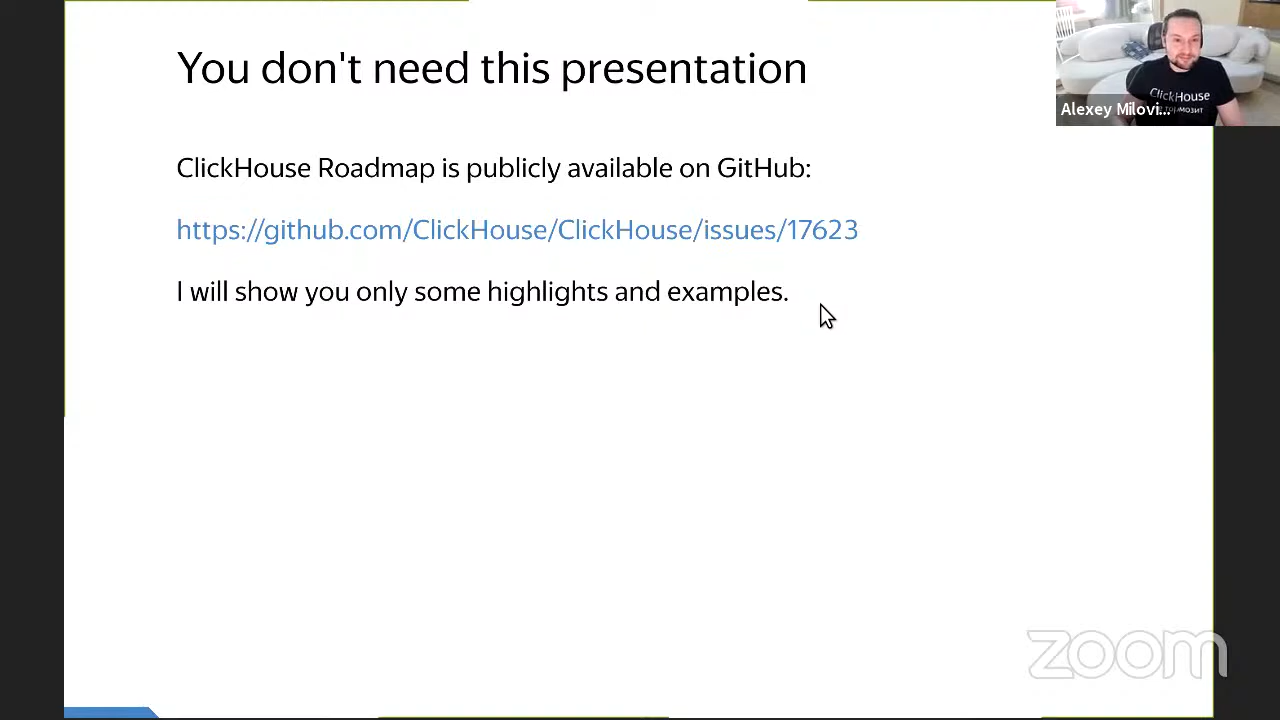 You don't need this presentation
ClickHouse Roadmap is publicly available on GitHub:
https://github.com/ClickHouse/ClickHouse/issues/17623
I will show you only some highlights and examples.
ClickHouse
тормозит
Alexey Milovi...
zoom